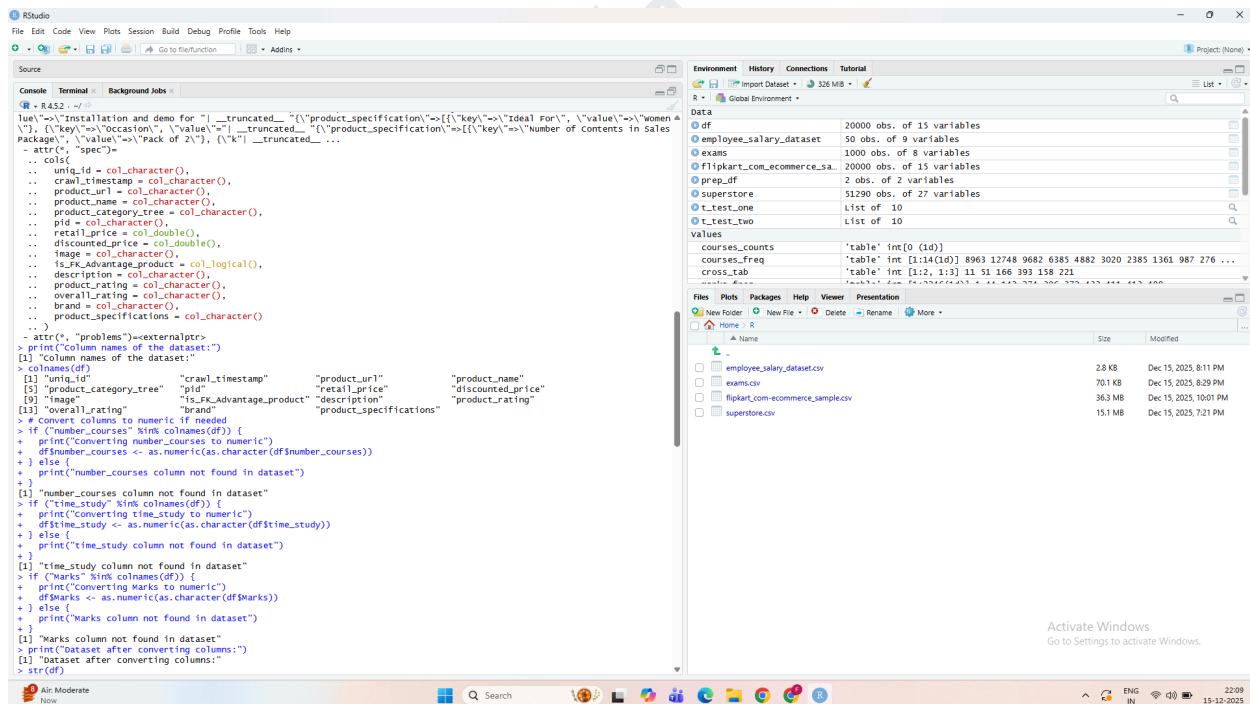 RStudio
File Edit Code View Plots Session Build Debug Profile Tools Help
Go to file/function Addins Project: (None)
Source
Console Terminal Background Jobs
R 4.5.2 . ~/
lue\"=>\"Installation and demo for "| __truncated__ "{\"product_specification\"=>[{\"key\"=>\"Ideal For\", \"value\"=>\"Women
\"}, {\"key\"=>\"Occasion\", \"value\"="| __truncated__ "{\"product_specification\"=>[{\"key\"=>\"Number of Contents in Sales
Package\", \"value\"=>\"Pack of 2\"}, {\"k"| __truncated__ ...
- attr(*, "spec")=
.. cols(
.. uniq_id = col_character(),
.. crawl_timestamp = col_character(),
.. product_url = col_character(),
.. product_name = col_character(),
.. product_category_tree = col_character(),
.. pid = col_character(),
.. retail_price = col_double(),
.. discounted_price = col_double(),
.. image = col_character(),
.. is_FK_Advantage_product = col_logical(),
.. description = col_character(),
.. product_rating = col_character(),
.. overall_rating = col_character(),
.. brand = col_character(),
.. product_specifications = col_character()
.. )
- attr(*, "problems")=<externalptr>
> print("Column names of the dataset:")
[1] "Column names of the dataset:"
> colnames(df)
[1] "uniq_id" "crawl_timestamp" "product_url" "product_name"
[5] "product_category_tree" "pid" "retail_price" "discounted_price"
[9] "image" "is_FK_Advantage_product" "description" "product_rating"
[13] "overall_rating" "brand" "product_specifications"
> # Convert columns to numeric if needed
> if ("number_courses" %in% colnames(df)) {
+ print("Converting number_courses to numeric")
+ df$number_courses <- as.numeric(as.character(df$number_courses))
+ } else {
+ print("number_courses column not found in dataset")
+ }
[1] "number_courses column not found in dataset"
> if ("time_study" %in% colnames(df)) {
+ print("Converting time_study to numeric")
+ df$time_study <- as.numeric(as.character(df$time_study))
+ } else {
+ print("time_study column not found in dataset")
+ }
[1] "time_study column not found in dataset"
> if ("Marks" %in% colnames(df)) {
+ print("Converting Marks to numeric")
+ df$Marks <- as.numeric(as.character(df$Marks))
+ } else {
+ print("Marks column not found in dataset")
+ }
[1] "Marks column not found in dataset"
> print("Dataset after converting columns:")
[1] "Dataset after converting columns:"
> str(df)
Environment History Connections Tutorial
Import Dataset 326 MiB List
R Global Environment
Data
df 20000 obs. of 15 variables
employee_salary_dataset 50 obs. of 9 variables
exams 1000 obs. of 8 variables
flipkart_com_ecommerce_sa… 20000 obs. of 15 variables
prep_df 2 obs. of 2 variables
superstore 51290 obs. of 27 variables
t_test_one List of 10
t_test_two List of 10
Values
courses_counts 'table' int[0 (1d)]
courses_freq 'table' int [1:14(1d)] 8963 12748 9682 6385 4882 3020 2385 1361 987 276 ...
cross_tab 'table' int [1:2, 1:3] 11 51 166 393 158 221
Files Plots Packages Help Viewer Presentation
New Folder New File Delete Rename More
Home R
Name Size Modified
..
employee_salary_dataset.csv 2.8 KB Dec 15, 2025, 8:11 PM
exams.csv 70.1 KB Dec 15, 2025, 8:29 PM
flipkart_com-ecommerce_sample.csv 36.3 MB Dec 15, 2025, 10:01 PM
superstore.csv 15.1 MB Dec 15, 2025, 7:21 PM
Activate Windows
Go to Settings to activate Windows.
8 Air: Moderate
Now
Search
ENG
IN
22:09
15-12-2025